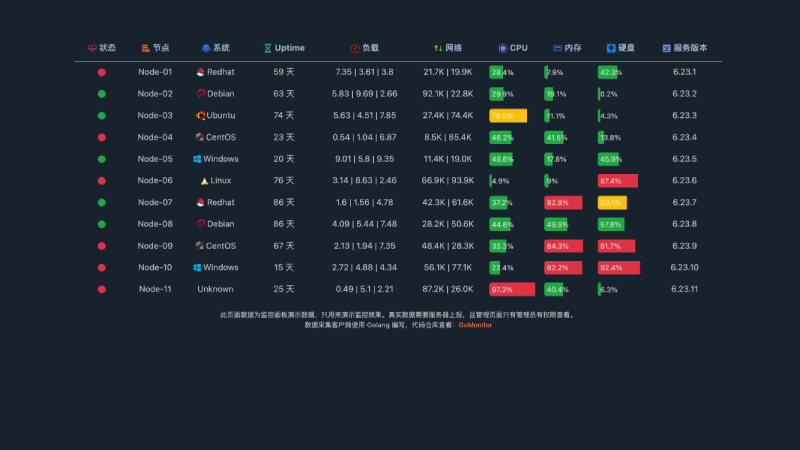 状态 节点 系统 Uptime 负载 网络 CPU 内存 硬盘 服务版本
Node-01 Redhat 59 天 7.35 | 3.61 | 3.8 21.7K | 19.9K 28.4% 7.9% 42.3% 6.23.1
Node-02 Debian 63 天 5.83 | 9.69 | 2.66 92.1K | 22.8K 29.9% 19.1% 0.2% 6.23.2
Node-03 Ubuntu 74 天 5.63 | 4.51 | 7.85 27.4K | 74.4K 79.5% 11.1% 4.3% 6.23.3
Node-04 CentOS 23 天 0.54 | 1.04 | 6.87 8.5K | 85.4K 46.2% 41.5% 13.8% 6.23.4
Node-05 Windows 20 天 9.01 | 5.8 | 9.35 11.4K | 19.0K 48.6% 17.8% 45.9% 6.23.5
Node-06 Linux 76 天 3.14 | 8.63 | 2.46 66.9K | 93.9K 4.9% 9% 87.4% 6.23.6
Node-07 Redhat 86 天 1.6 | 1.56 | 4.78 42.3K | 61.6K 37.2% 82.8% 63.1% 6.23.7
Node-08 Debian 86 天 4.09 | 5.44 | 7.48 28.2K | 50.6K 44.6% 49.5% 57.8% 6.23.8
Node-09 CentOS 67 天 2.13 | 1.94 | 7.35 48.4K | 28.3K 35.3% 84.3% 81.7% 6.23.9
Node-10 Windows 15 天 2.72 | 4.88 | 4.34 56.1K | 77.1K 22.4% 82.2% 92.4% 6.23.10
Node-11 Unknown 25 天 0.49 | 5.1 | 2.21 87.2K | 26.0K 97.3% 40.4% 6.3% 6.23.11
此页面数据为监控面板演示数据，只用来演示监控效果。真实数据需要服务器上报，且管理页面只有管理员有权限查看。
数据采集客户端使用 Golang 编写，代码仓库查看：GoMonitor